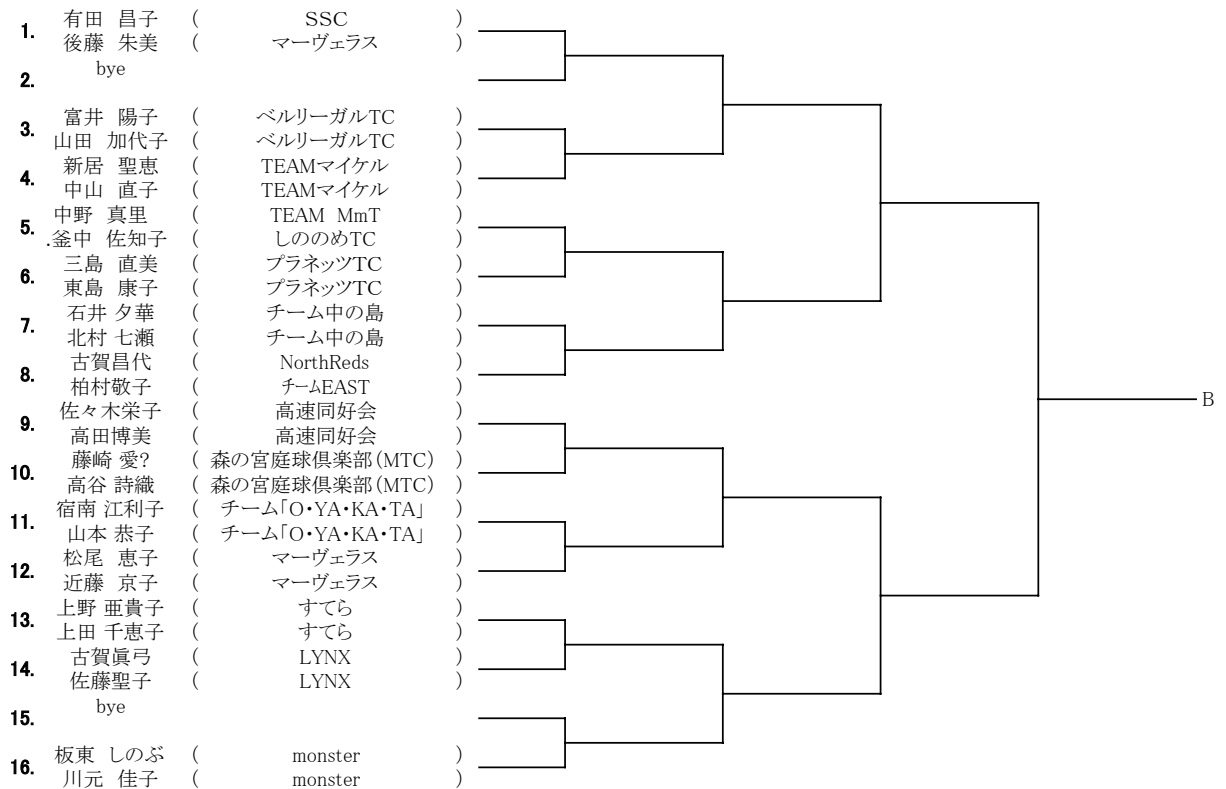 1. 有田 昌子 ( SSC )
後藤 朱美 ( マーヴェラス )
2. bye
3. 富井 陽子 ( ベルリーガルTC )
山田 加代子 ( ベルリーガルTC )
4. 新居 聖恵 ( TEAMマイケル )
中山 直子 ( TEAMマイケル )
5. 中野 真里 ( TEAM MmT )
.釜中 佐知子 ( しののめTC )
6. 三島 直美 ( プラネッツTC )
東島 康子 ( プラネッツTC )
7. 石井 夕華 ( チーム中の島 )
北村 七瀬 ( チーム中の島 )
8. 古賀昌代 ( NorthReds )
柏村敬子 ( チームEAST )
9. 佐々木栄子 ( 高速同好会 )
高田博美 ( 高速同好会 )
10. 藤崎 愛? ( 森の宮庭球倶楽部(MTC) )
高谷 詩織 ( 森の宮庭球倶楽部(MTC) )
11. 宿南 江利子 ( チーム「O・YA・KA・TA」 )
山本 恭子 ( チーム「O・YA・KA・TA」 )
12. 松尾 恵子 ( マーヴェラス )
近藤 京子 ( マーヴェラス )
13. 上野 亜貴子 ( すてら )
上田 千恵子 ( すてら )
14. 古賀眞弓 ( LYNX )
佐藤聖子 ( LYNX )
15. bye
16. 板東 しのぶ ( monster )
川元 佳子 ( monster )
B